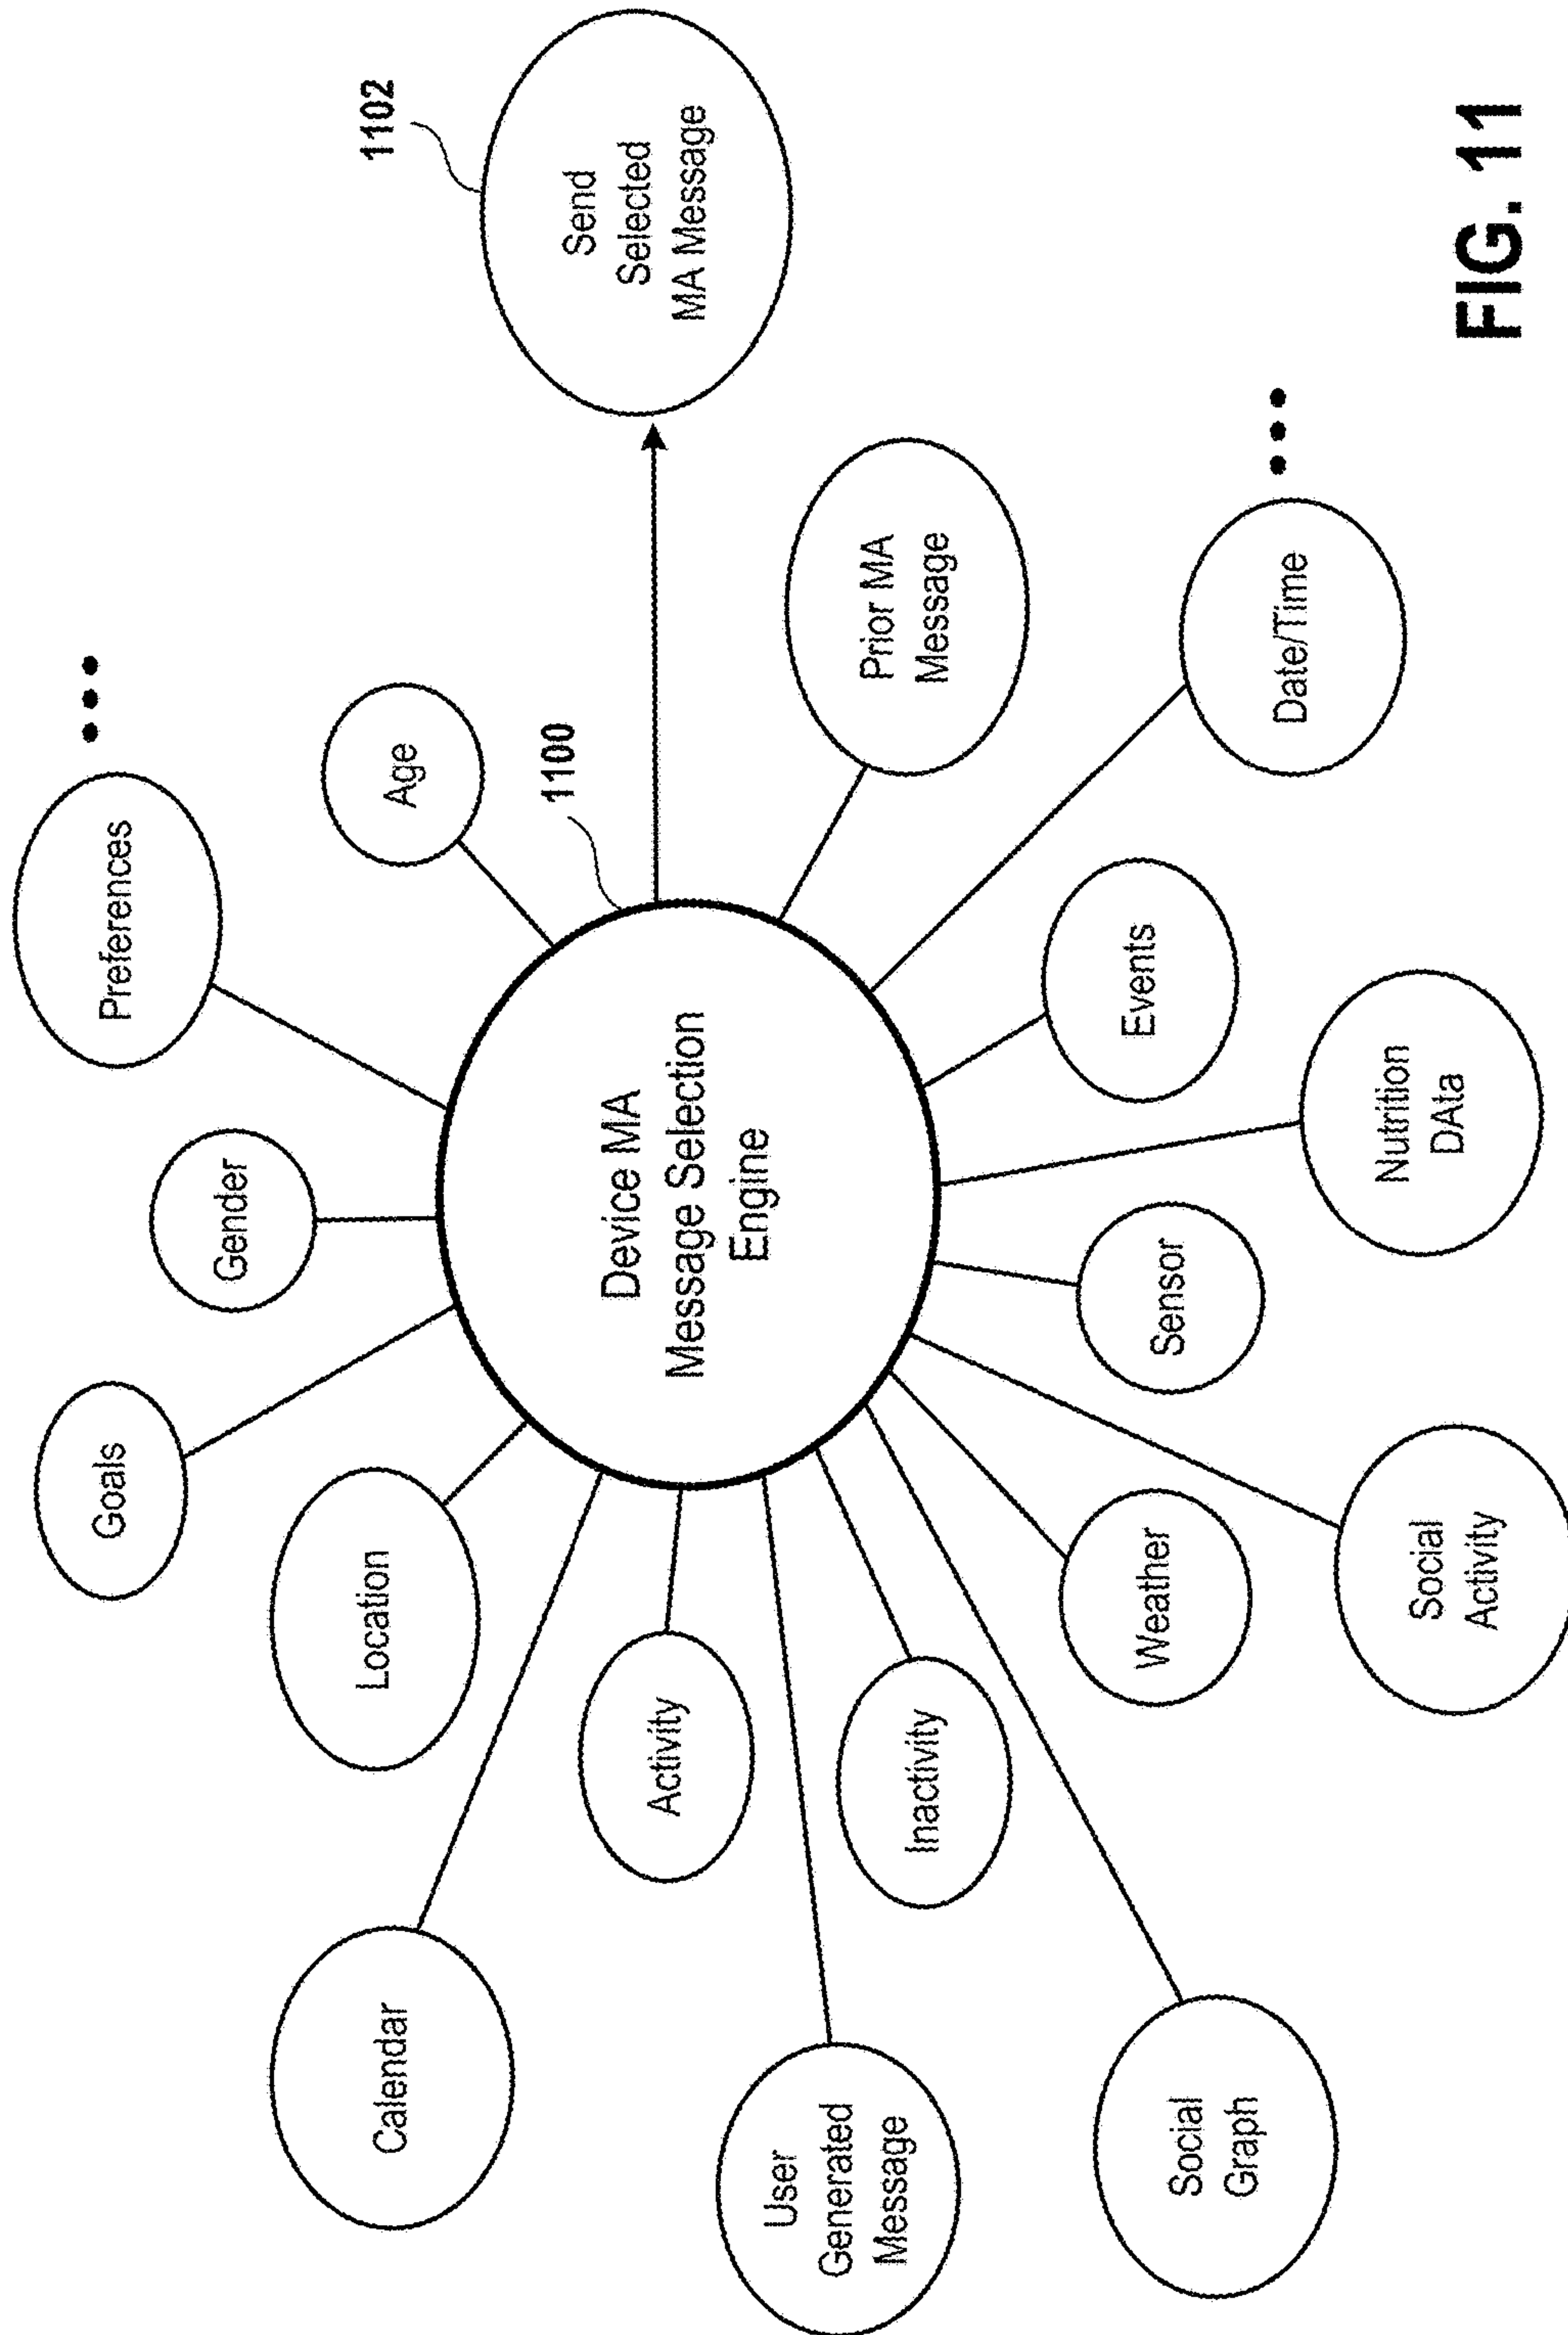 Goals
Gender
Preferences
Calendar
Location
Age
1102
Send
Selected
MA Message
1100
Device MA
Message Selection
Engine
Activity
User
Generated
Message
Inactivity
Prior MA
Message
Social
Graph
Weather
Sensor
Events
Date/Time
Social
Activity
Nutrition
DAta
FIG. 11